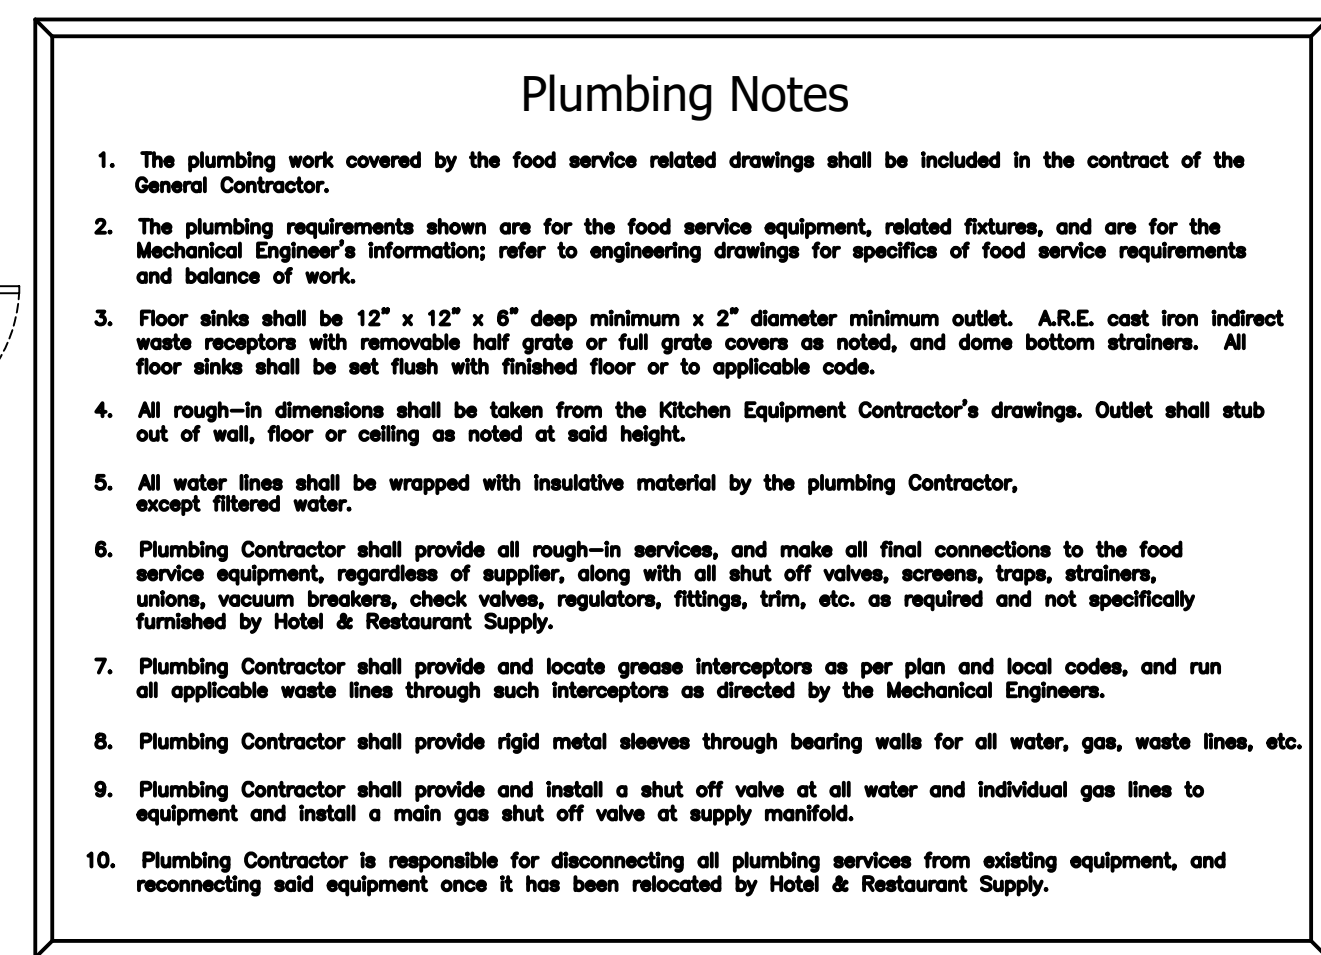 Plumbing Notes
1. The plumbing work covered by the food service related drawings shall be included in the contract of the
General Contractor.
2. The plumbing requirements shown are for the food service equipment, related fixtures, and are for the
Mechanical Engineer's information; refer to engineering drawings for specifics of food service requirements
and balance of work.
3. Floor sinks shall be 12" x 12" x 6" deep minimum x 2" diameter minimum outlet. A.R.E. cast iron indirect
waste receptors with removable half grate or full grate covers as noted, and dome bottom strainers. All
floor sinks shall be set flush with finished floor or to applicable code.
4. All rough-in dimensions shall be taken from the Kitchen Equipment Contractor's drawings. Outlet shall stub
out of wall, floor or ceiling as noted at said height.
5. All water lines shall be wrapped with insulative material by the plumbing Contractor,
except filtered water.
6. Plumbing Contractor shall provide all rough-in services, and make all final connections to the food
service equipment, regardless of supplier, along with all shut off valves, screens, traps, strainers,
unions, vacuum breakers, check valves, regulators, fittings, trim, etc. as required and not specifically
furnished by Hotel & Restaurant Supply.
7. Plumbing Contractor shall provide and locate grease interceptors as per plan and local codes, and run
all applicable waste lines through such interceptors as directed by the Mechanical Engineers.
8. Plumbing Contractor shall provide rigid metal sleeves through bearing walls for all water, gas, waste lines, etc.
9. Plumbing Contractor shall provide and install a shut off valve at all water and individual gas lines to
equipment and install a main gas shut off valve at supply manifold.
10. Plumbing Contractor is responsible for disconnecting all plumbing services from existing equipment, and
reconnecting said equipment once it has been relocated by Hotel & Restaurant Supply.